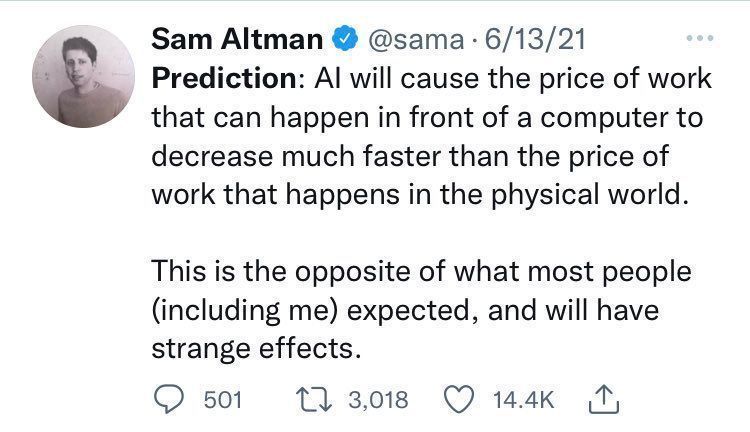 Sam Altman @sama · 6/13/21
Prediction: AI will cause the price of work
that can happen in front of a computer to
decrease much faster than the price of
work that happens in the physical world.
This is the opposite of what most people
(including me) expected, and will have
strange effects.
501 3,018 14.4K